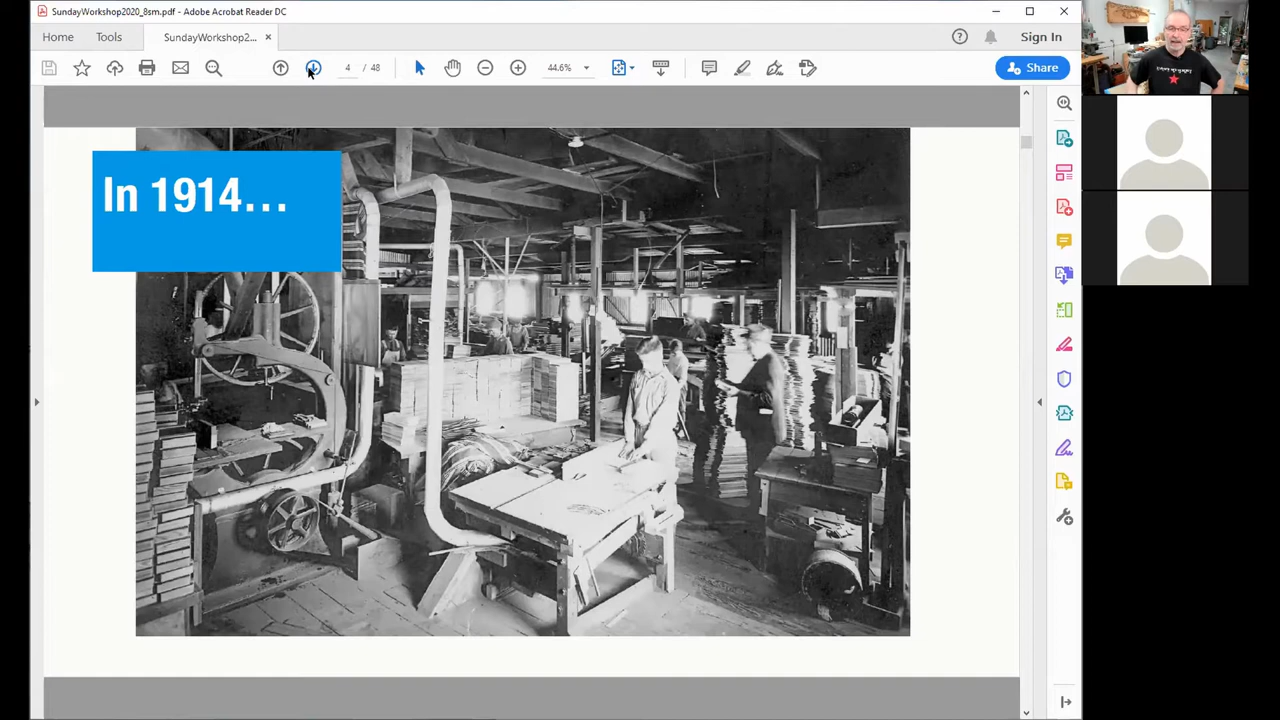 SundayWorkshop2020_8sm.pdf - Adobe Acrobat Reader DC
Home Tools SundayWorkshop2... × Sign In
4 / 48 44.6% Share
In 1914...